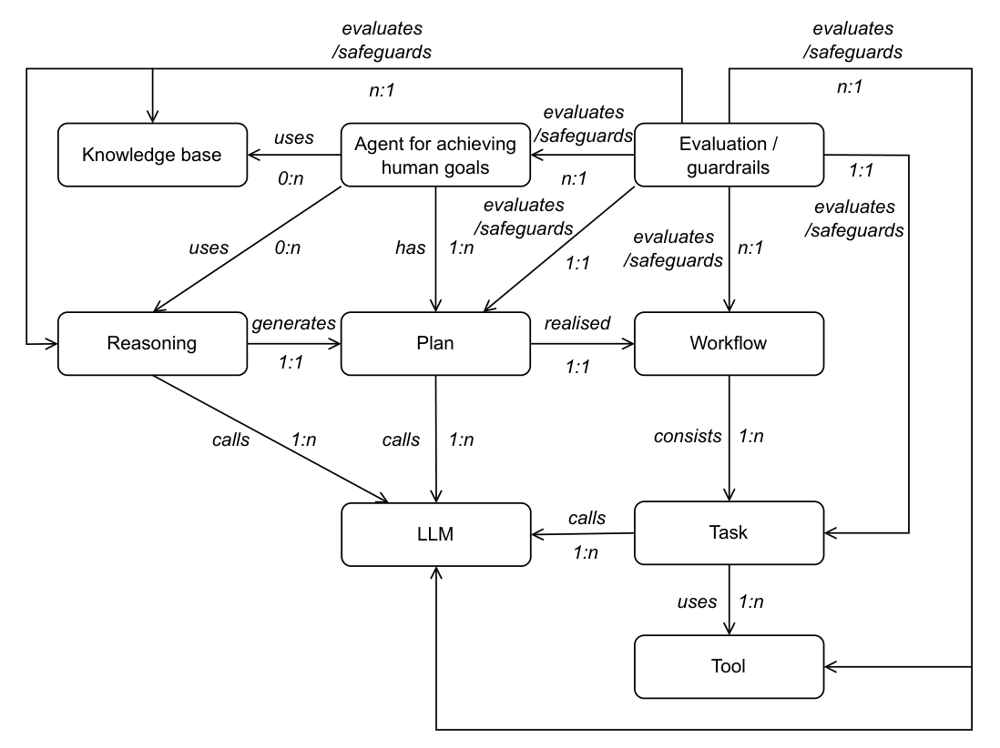 evaluates
/safeguards
evaluates
/safeguards
n:1
n:1
Knowledge base
uses
0:n
Agent for achieving
human goals
evaluates
/safeguards
n:1
Evaluation /
guardrails
1:1
evaluates
/safeguards
uses
0:n
has
1:n
evaluates
/safeguards
1:1
evaluates
/safeguards
n:1
Reasoning
generates
1:1
Plan
realised
1:1
Workflow
calls
1:n
calls
1:n
consists
1:n
LLM
calls
1:n
Task
uses
1:n
Tool